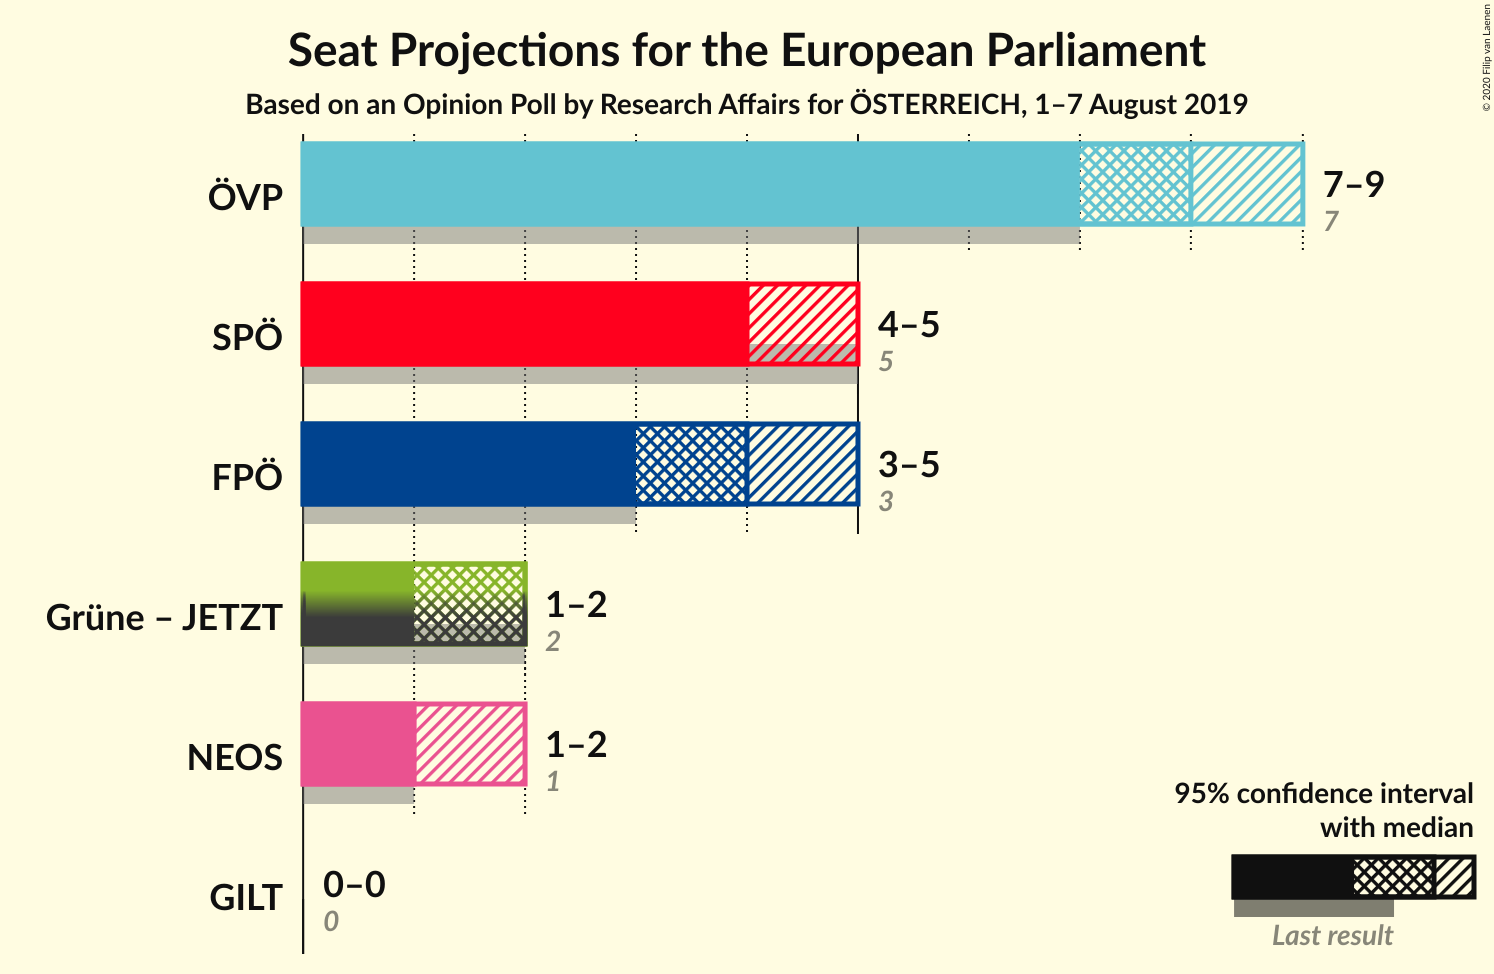 Seat Projections for the European Parliament
Based on an Opinion Poll by Research Affairs for ÖSTERREICH, 1–7 August 2019
© 2020 Filip van Laenen
ÖVP
7–9
7
SPÖ
4–5
5
FPÖ
3–5
3
Grüne – JETZT
1–2
2
NEOS
1–2
1
GILT
0–0
0
95% confidence interval
with median
Last result